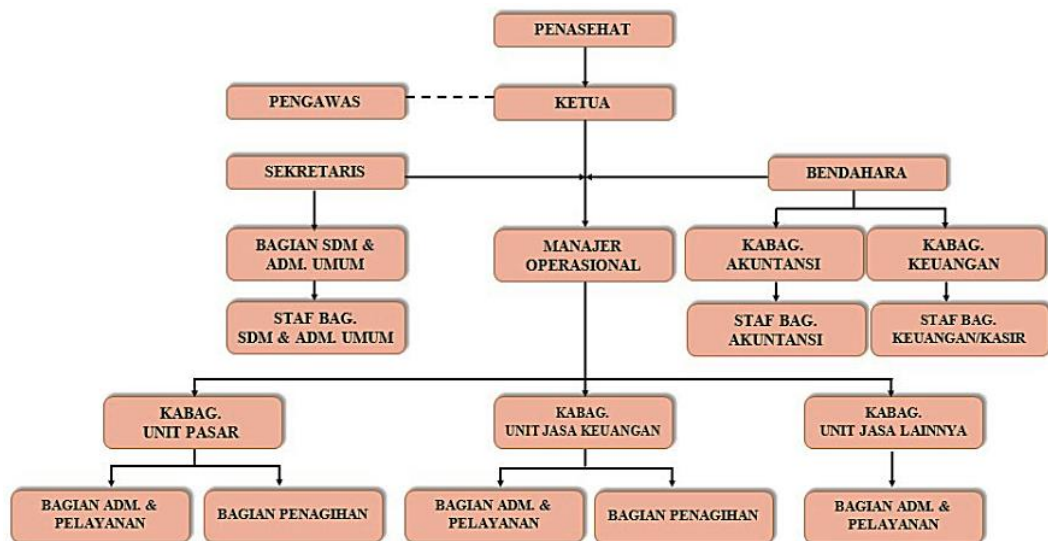 PENASEHAT
PENGAWAS
KETUA
SEKRETARIS
BENDAHARA
BAGIAN SDM &
ADM. UMUM
MANAJER
OPERASIONAL
KABAG.
AKUNTANSI
KABAG.
KEUANGAN
STAF BAG.
SDM & ADM. UMUM
STAF BAG.
AKUNTANSI
STAF BAG.
KEUANGAN/KASIR
KABAG.
UNIT PASAR
KABAG.
UNIT JASA KEUANGAN
KABAG.
UNIT JASA LAINNYA
BAGIAN ADM. &
PELAYANAN
BAGIAN PENAGIHAN
BAGIAN ADM. &
PELAYANAN
BAGIAN PENAGIHAN
BAGIAN ADM. &
PELAYANAN